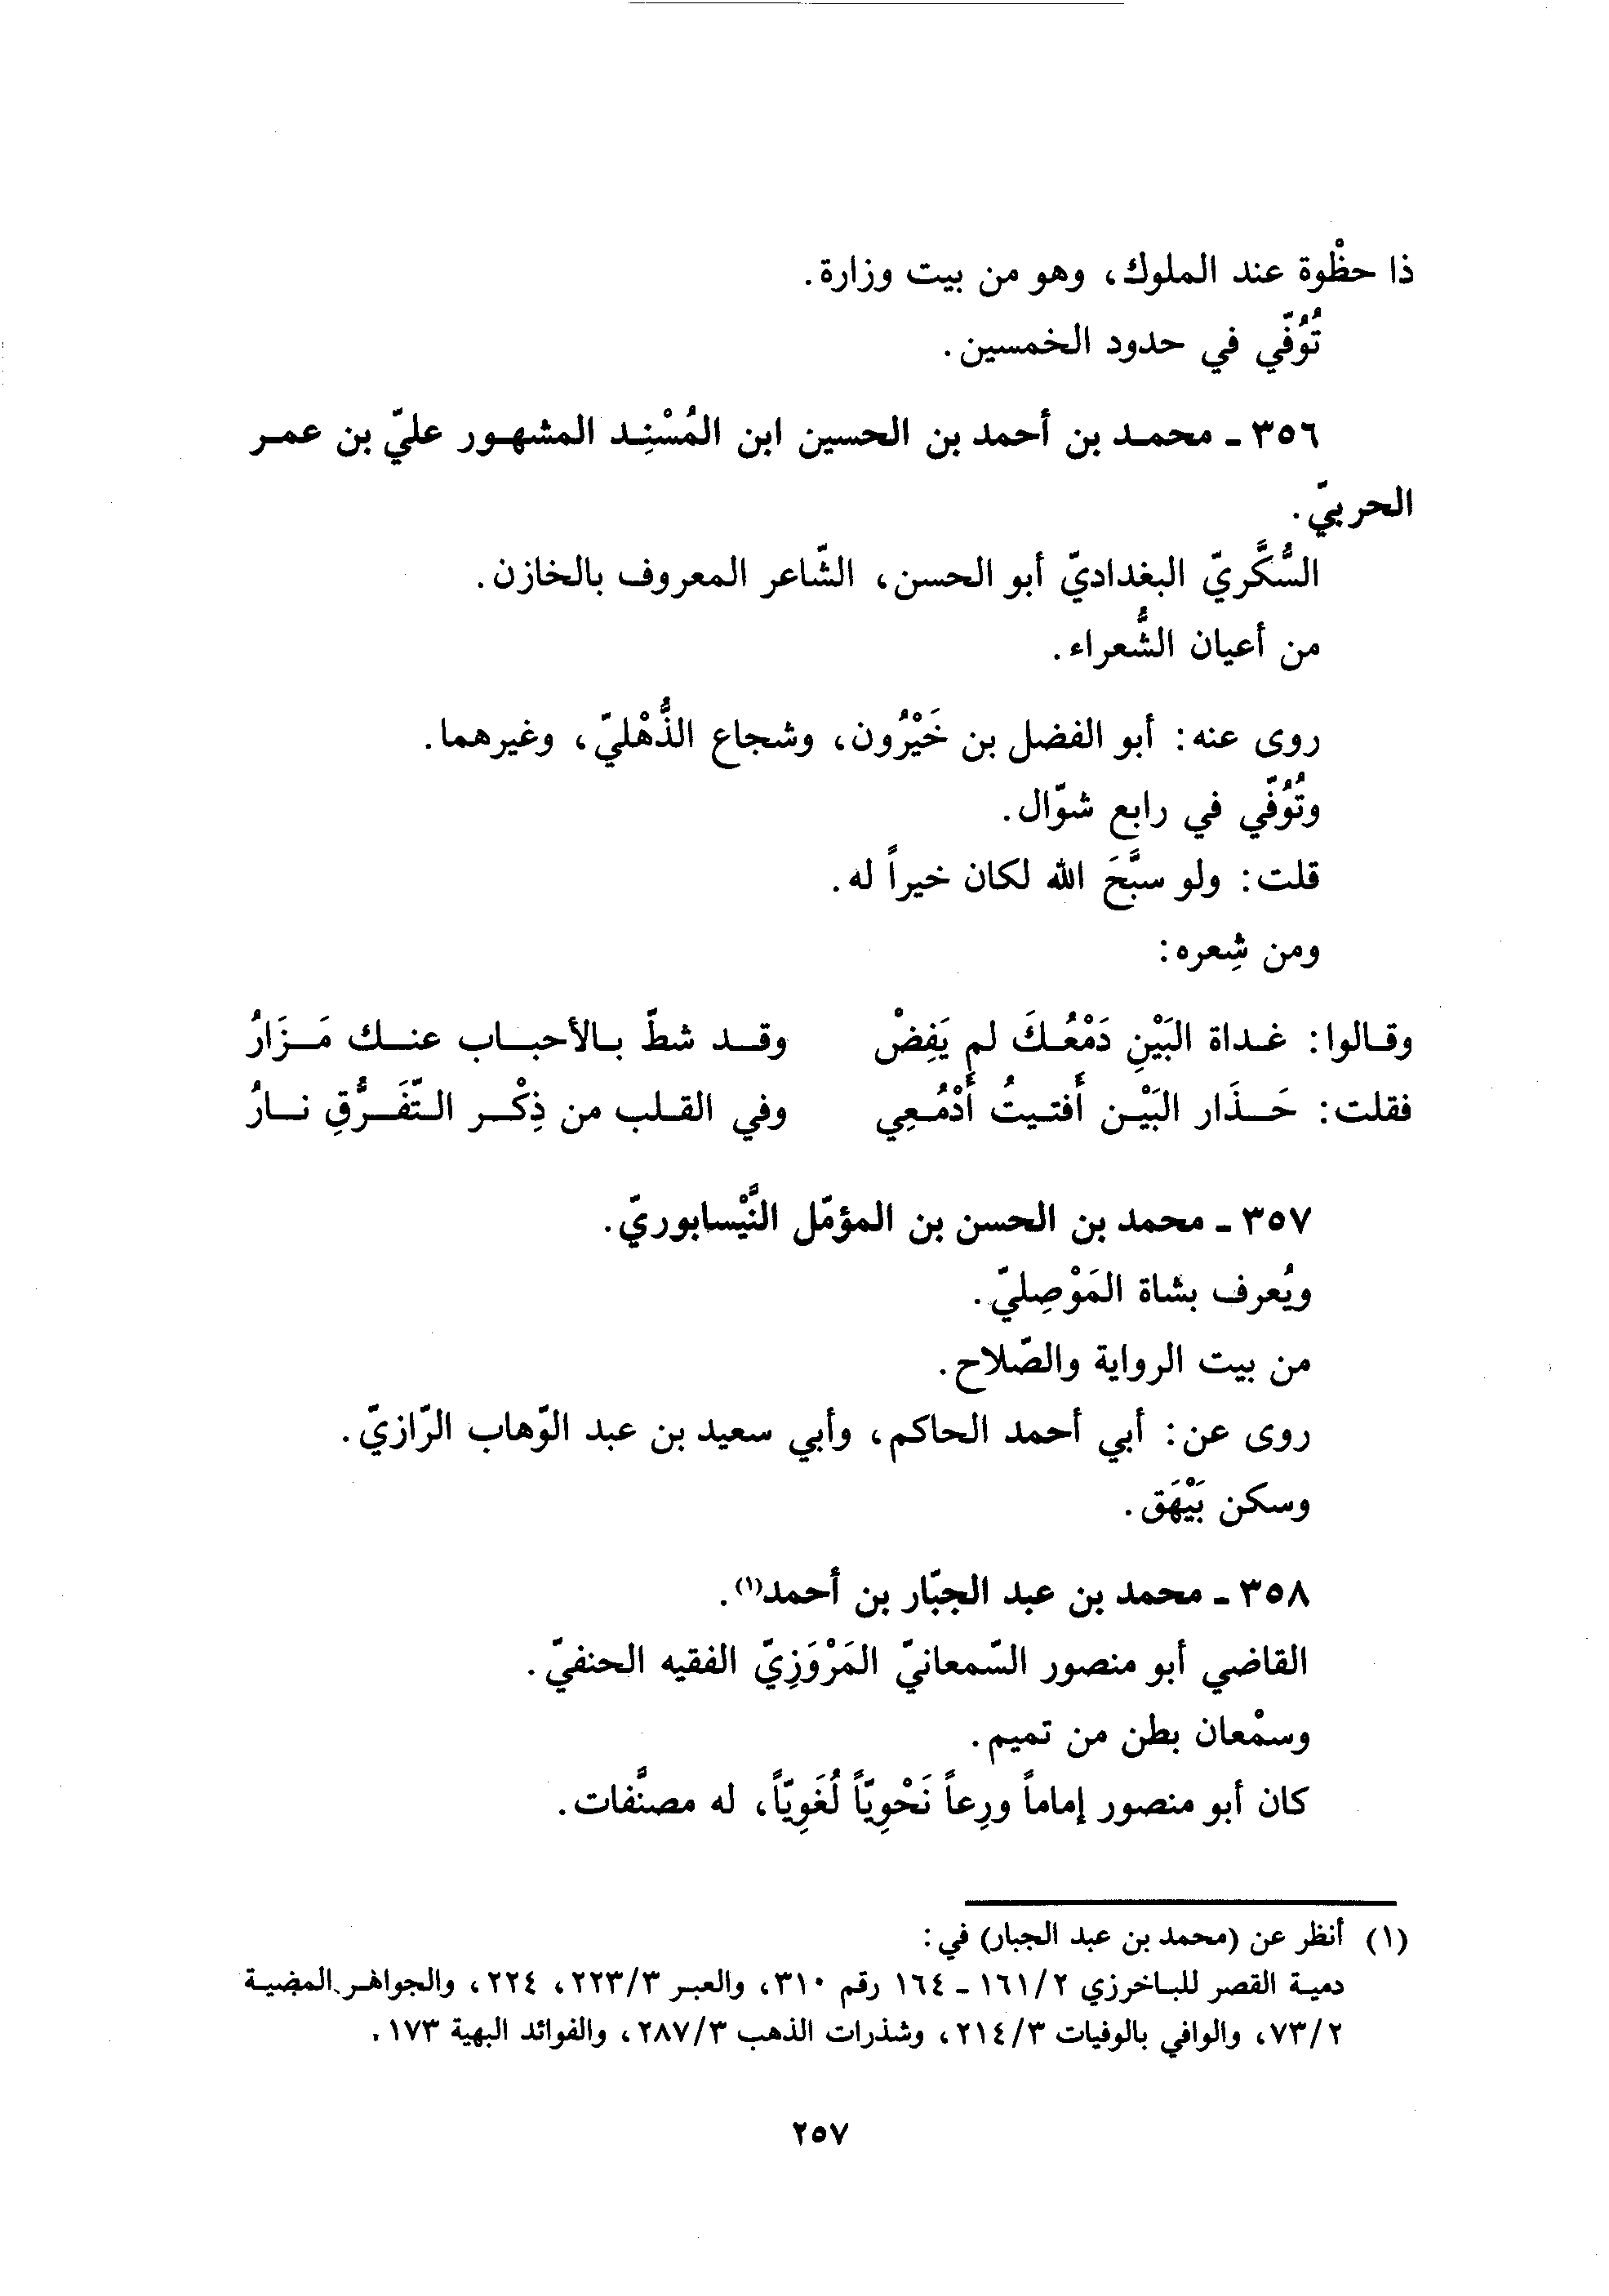 ذا حظْوة عند الملوك، وهو من بيت وزارة.
تُوُفّي في حدود الخمسين.
٣٥٦ - محمد بن أحمد بن الحسين ابن المُسْنِد المشهور عليّ بن عمر
الحربيّ.
السُّكَّريّ البغداديّ أبو الحسن، الشّاعر المعروف بالخازن.
من أعيان الشُّعراء.
روى عنه: أبو الفضل بن خَيْرُون، وشجاع الذُّهْليّ، وغيرهما.
وتُوُفّي في رابع شوّال.
قلت: ولو سبَّحَ الله لكان خيراً له.
ومن شِعره:
وقالوا: غداة البَيْنِ دَمْعُكَ لم يَفِضْ وقد شطّ بالأحباب عنك مَزَارُ
فقلت: حَذَار البَيْن أَفتيتُ أَدْمُعِي وفي القلب من ذِكْر التّفَرُّقِ نارُ
٣٥٧ - محمد بن الحسن بن المؤمّل النَّيْسابوريّ.
ويُعرف بشاة المَوْصِليّ.
من بيت الرواية والصّلاح.
روى عن: أبي أحمد الحاكم، وأبي سعيد بن عبد الوّهاب الرّازيّ.
وسكن بَيْهَق.
٣٥٨ - محمد بن عبد الجبّار بن أحمد(١).
القاضي أبو منصور السّمعانيّ المَرْوَزِيّ الفقيه الحنفيّ.
وسمْعان بطن من تميم.
كان أبو منصور إماماً ورِعاً نَحْوِيّاً لُغَوِيّاً، له مصنَّفات.
(١) أنظر عن (محمد بن عبد الجبار) في:
دمية القصر للباخرزي ١٦١/٢ - ١٦٤ رقم ٣١٠، والعبر ٢٢٣/٣، ٢٢٤، والجواهر المضية
٧٣/٢، والوافي بالوفيات ٢١٤/٣، وشذرات الذهب ٢٨٧/٣، والفوائد البهية ١٧٣.
٢٥٧